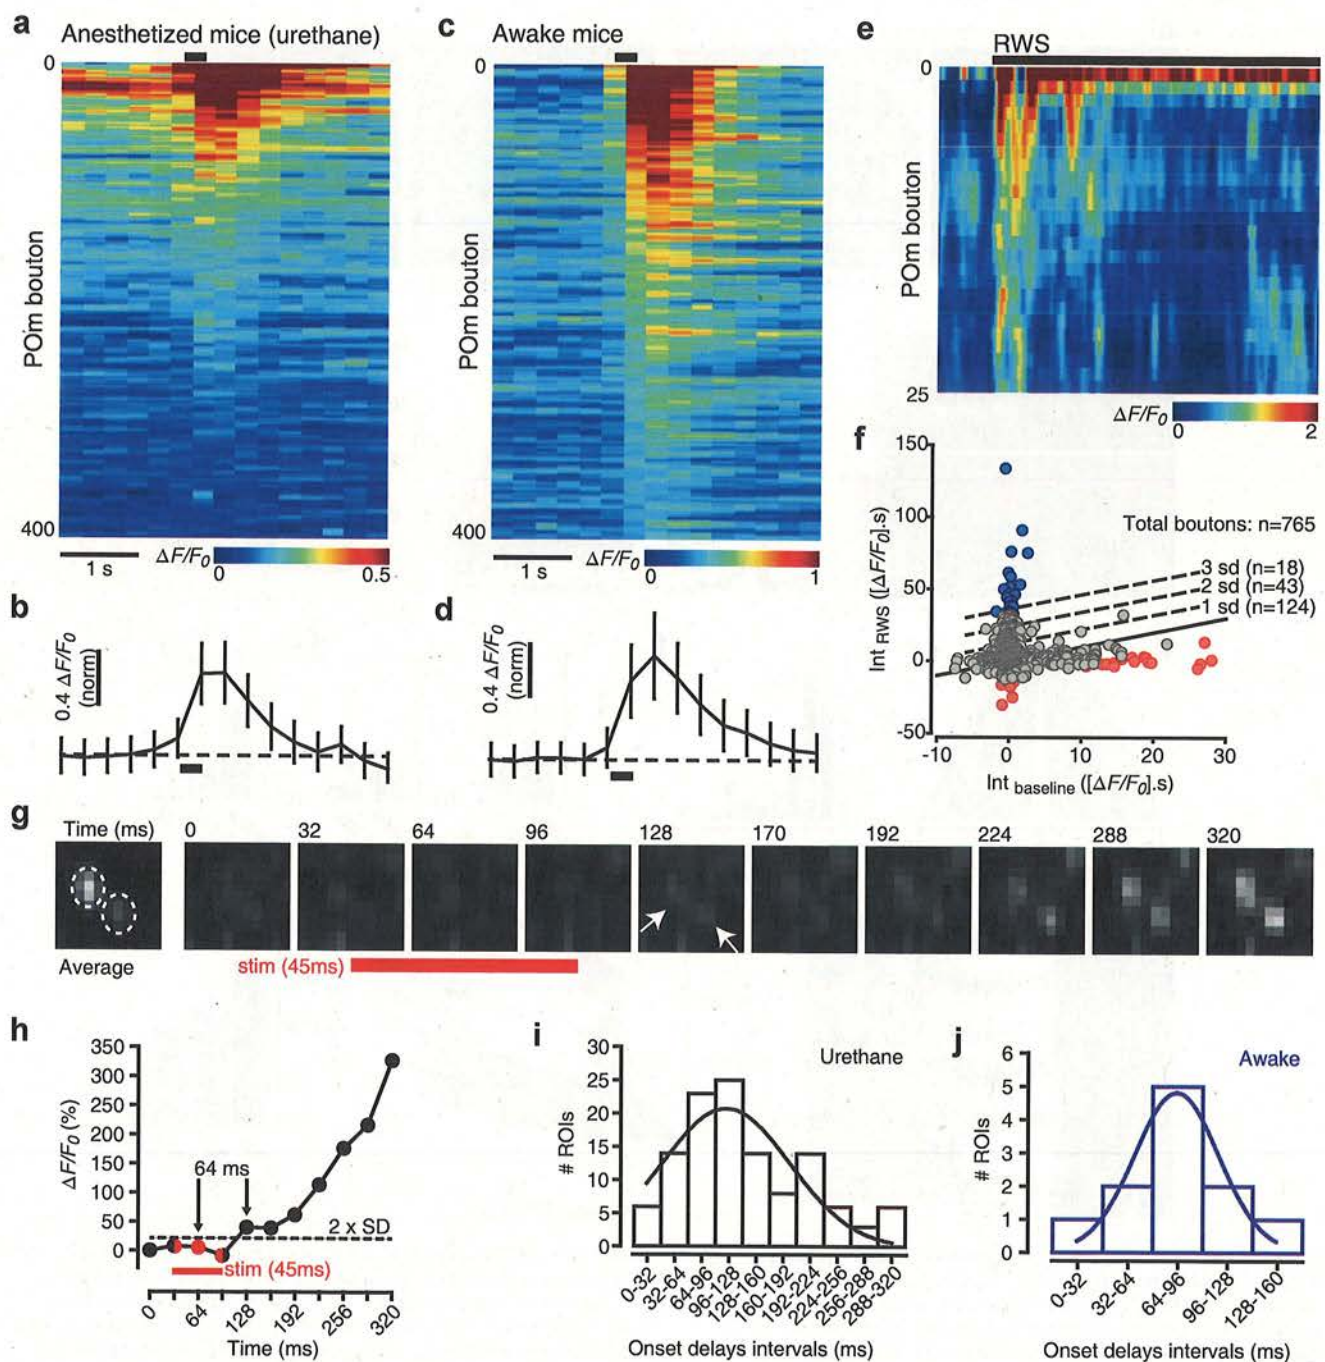 a
Anesthetized mice (urethane)
0
POm bouton
400
1 s
ΔF/F0
0
0.5
c
Awake mice
0
POm bouton
400
1 s
ΔF/F0
0
1
e
RWS
0
POm bouton
25
ΔF/F0
0
2
b
0.4 ΔF/F0
(norm)
d
0.4 ΔF/F0
(norm)
f
150
100
50
0
-50
Int RWS ([ΔF/F0].s)
Total boutons: n=765
3 sd (n=18)
2 sd (n=43)
1 sd (n=124)
-10
0
10
20
30
Int baseline ([ΔF/F0].s)
g
Time (ms)
0
32
64
96
128
170
192
224
288
320
Average
stim (45ms)
h
350
300
250
200
150
100
50
0
ΔF/F0 (%)
64 ms
2 x SD
stim (45ms)
0
64
128
192
256
320
Time (ms)
i
Urethane
30
25
20
15
10
5
0
# ROIs
0-32
32-64
64-96
96-128
128-160
160-192
192-224
224-256
256-288
288-320
Onset delays intervals (ms)
j
Awake
6
5
4
3
2
1
0
# ROIs
0-32
32-64
64-96
96-128
128-160
Onset delays intervals (ms)